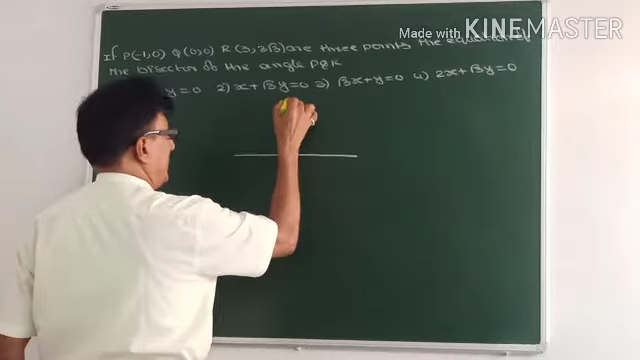 Made with KINEMASTER
If P(-1,0) Q(0,0) R(3,3√3) are three points the equation of
the bisector of the angle PQR
y=0 2) x+√3y=0 3) √3x+y=0 4) 2x+√3y=0